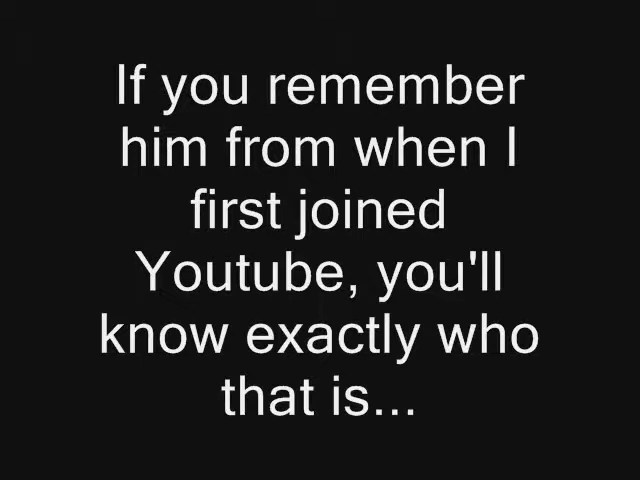 If you remember
him from when I
first joined
Youtube, you'll
know exactly who
that is...